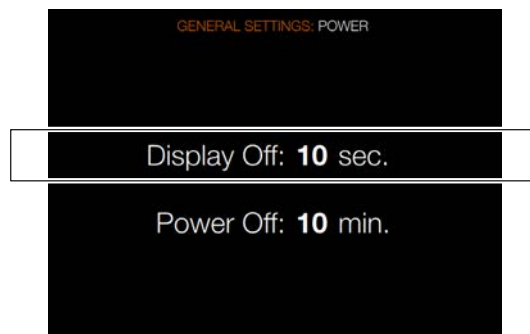 GENERAL SETTINGS: POWER
Display Off: 10 sec.
Power Off: 10 min.